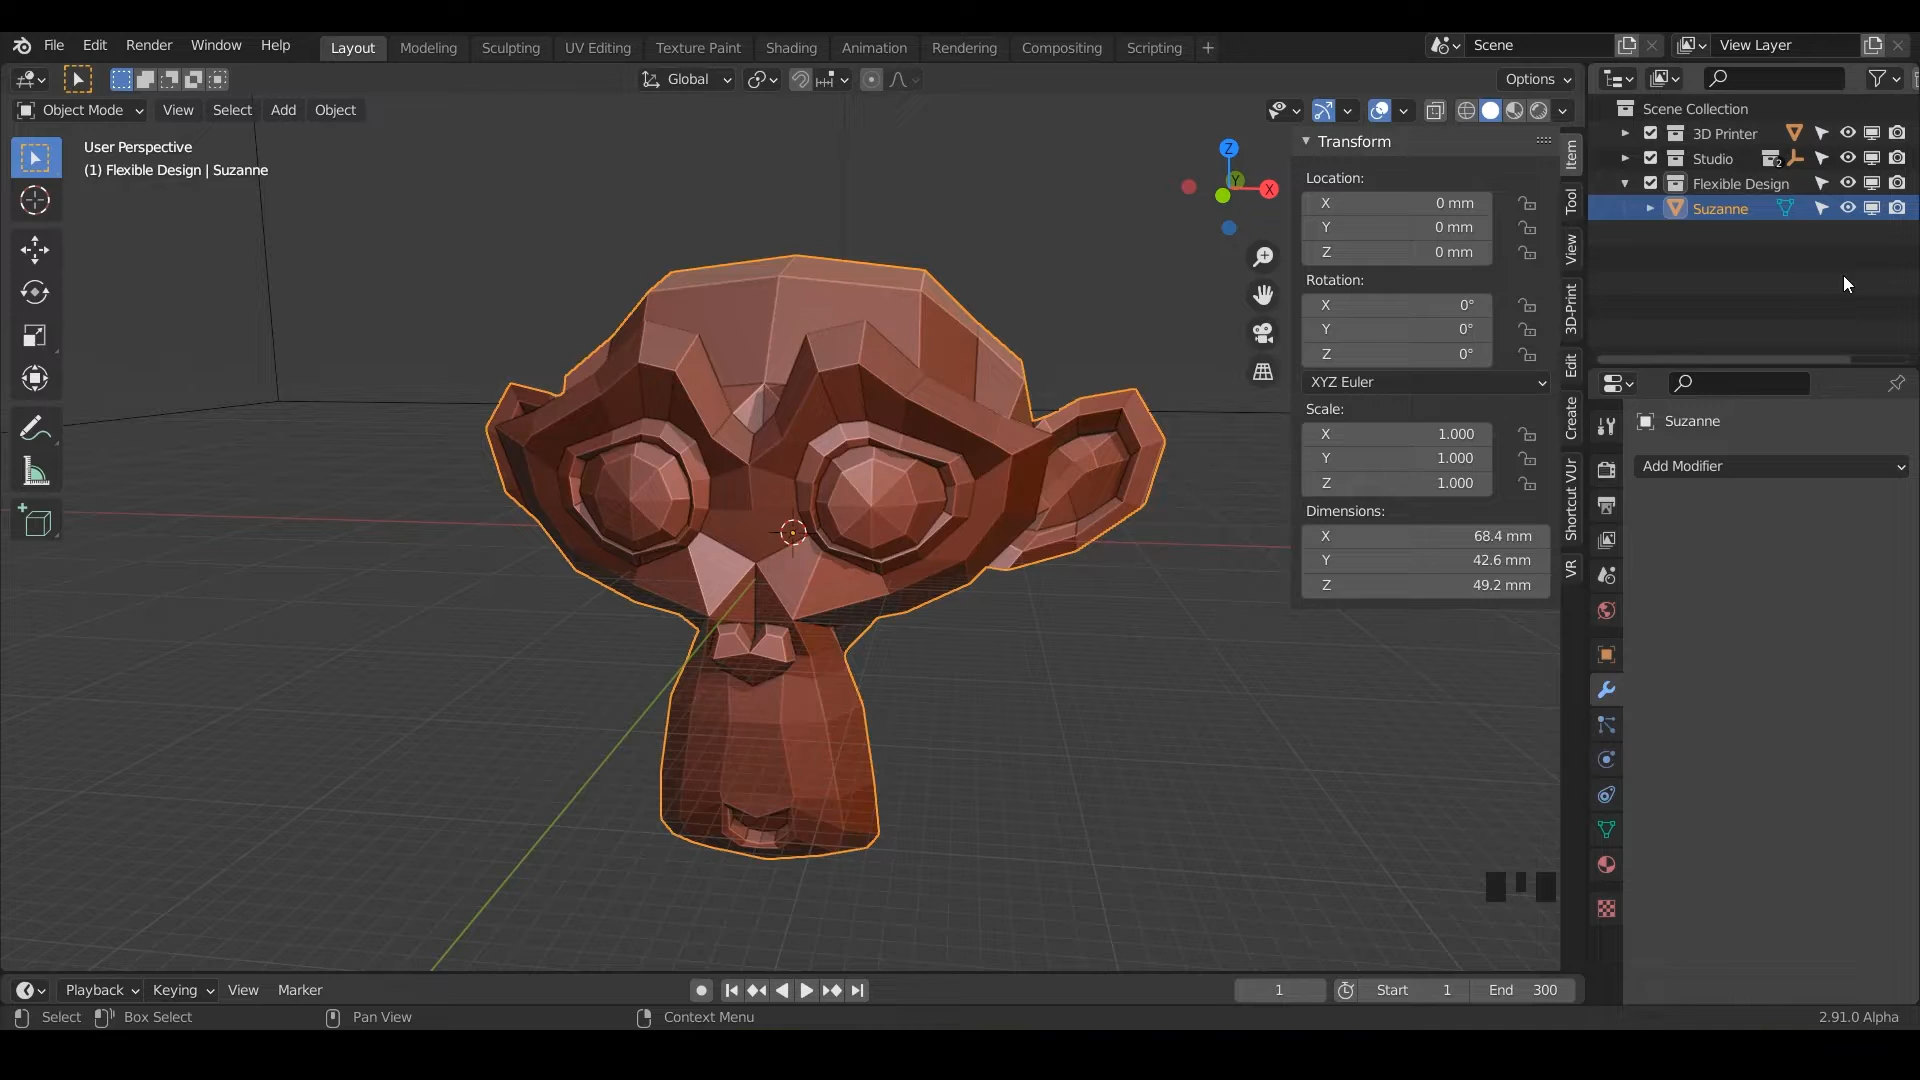 File Edit Render Window Help Layout Modeling Sculpting UV Editing Texture Paint Shading Animation Rendering Compositing Scripting + Scene View Layer
Global Options
Object Mode View Select Add Object
User Perspective
(1) Flexible Design | Suzanne
Z
Y
X
Transform
Location:
X 0 mm
Y 0 mm
Z 0 mm
Rotation:
X 0°
Y 0°
Z 0°
XYZ Euler
Scale:
X 1.000
Y 1.000
Z 1.000
Dimensions:
X 68.4 mm
Y 42.6 mm
Z 49.2 mm
Item
Tool
View
3D-Print
Edit
Create
Shortcut VUr
VR
Scene Collection
3D Printer
Studio 2
Flexible Design
Suzanne
Suzanne
Add Modifier
Playback Keying View Marker 1 Start 1 End 300
Select Box Select Pan View Context Menu 2.91.0 Alpha